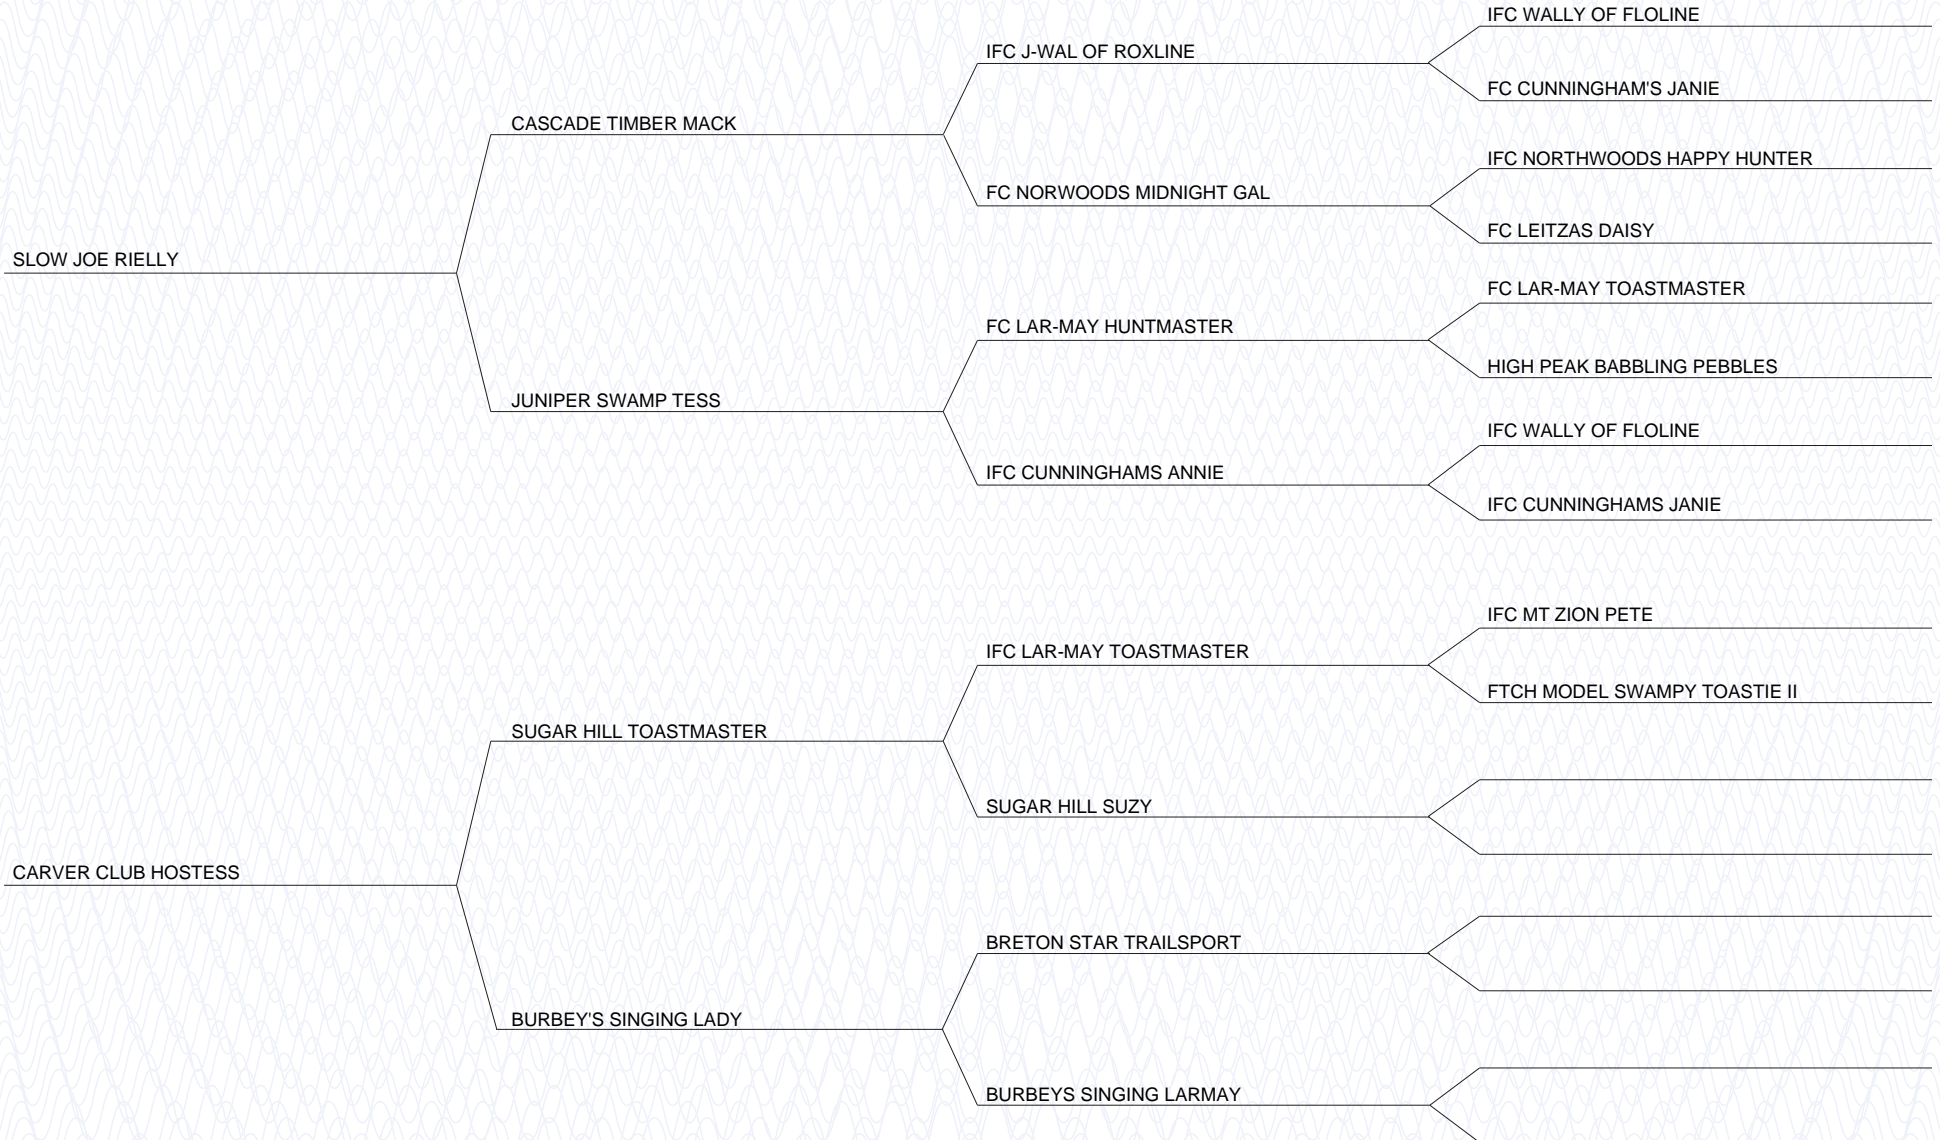 IFC WALLY OF FLOLINE
IFC J-WAL OF ROXLINE
FC CUNNINGHAM'S JANIE
CASCADE TIMBER MACK
IFC NORTHWOODS HAPPY HUNTER
FC NORWOODS MIDNIGHT GAL
FC LEITZAS DAISY
SLOW JOE RIELLY
FC LAR-MAY TOASTMASTER
FC LAR-MAY HUNTMASTER
HIGH PEAK BABBLING PEBBLES
JUNIPER SWAMP TESS
IFC WALLY OF FLOLINE
IFC CUNNINGHAMS ANNIE
IFC CUNNINGHAMS JANIE
IFC MT ZION PETE
IFC LAR-MAY TOASTMASTER
FTCH MODEL SWAMPY TOASTIE II
SUGAR HILL TOASTMASTER
SUGAR HILL SUZY
CARVER CLUB HOSTESS
BRETON STAR TRAILSPORT
BURBEY'S SINGING LADY
BURBEYS SINGING LARMAY